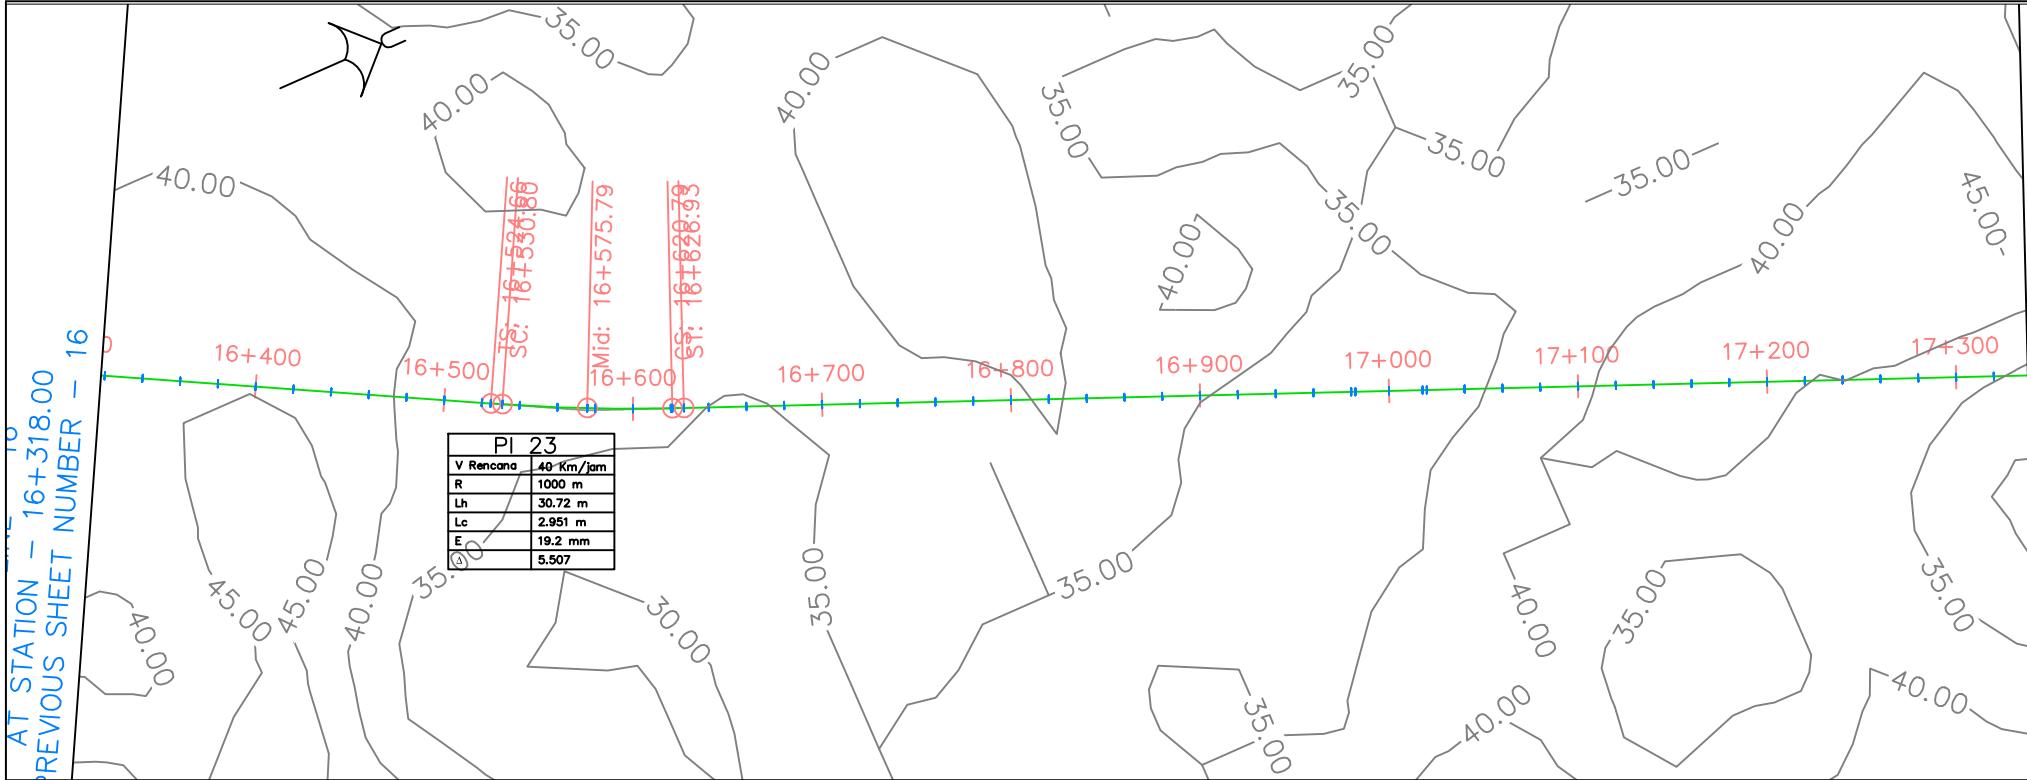 35.00
35.00
40.00
40.00
35.00
35.00
35.00
40.00
45.00
35.00
40.00
40.00
TS: 16+524.66
SC: 16+530.80
Mid: 16+575.79
CS: 16+620.79
ST: 16+626.93
0
16+400
16+500
16+600
16+700
16+800
16+900
17+000
17+100
17+200
17+300
AT STATION - 16+318.00
PREVIOUS SHEET NUMBER - 16
PI 23
V Rencana 40 Km/jam
R 1000 m
Lh 30.72 m
Lc 2.951 m
E 19.2 mm
Δ 5.507
35.00
45.00
45.00
40.00
40.00
30.00
35.00
35.00
40.00
35.00
35.00
35.00
40.00
40.00